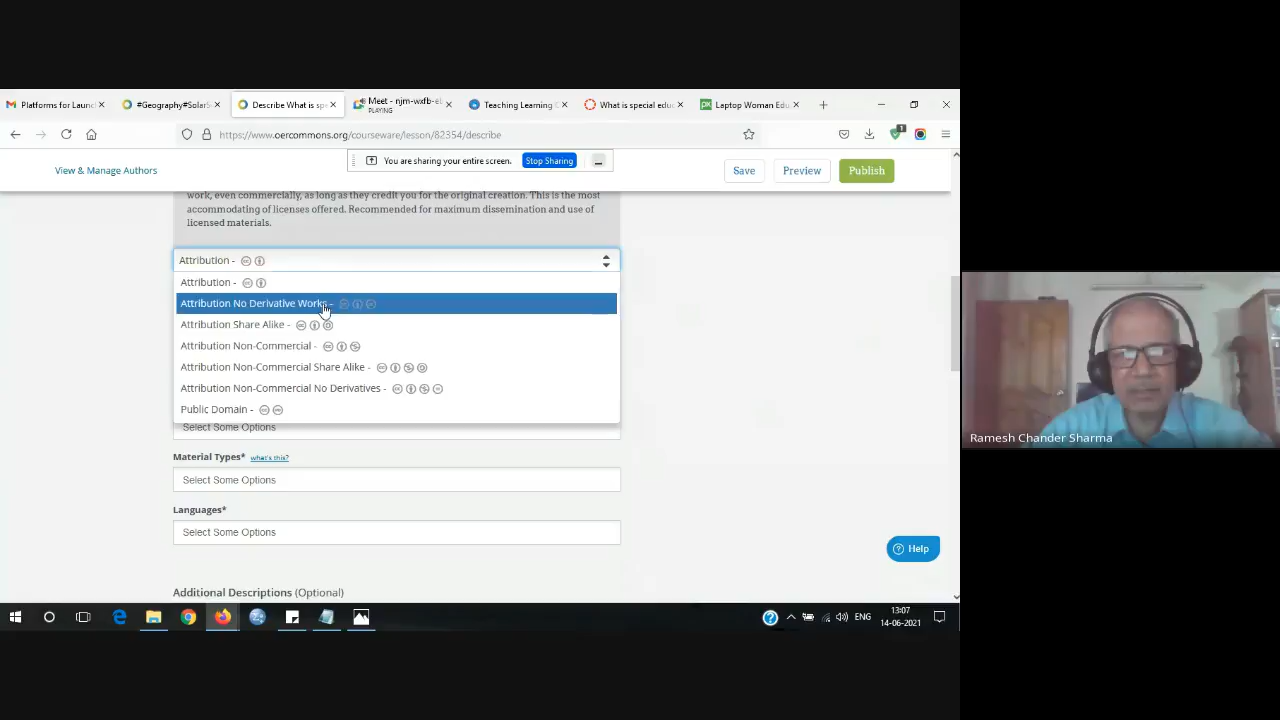 Platforms for Launc
#Geography#SolarS
Describe What is spe
Meet - njm-wxfb-eb
PLAYING
Teaching Learning C
What is special edu
Laptop Woman Edu
https://www.oercommons.org/courseware/lesson/82354/describe
1
View & Manage Authors
You are sharing your entire screen.
Stop Sharing
Save
Preview
Publish
work, even commercially, as long as they credit you for the original creation. This is the most
accommodating of licenses offered. Recommended for maximum dissemination and use of
licensed materials.
Attribution -
Attribution -
Attribution No Derivative Works -
Attribution Share Alike -
Attribution Non-Commercial -
Attribution Non-Commercial Share Alike -
Attribution Non-Commercial No Derivatives -
Public Domain -
Select Some Options
Material Types* what's this?
Select Some Options
Languages*
Select Some Options
Help
Additional Descriptions (Optional)
Ramesh Chander Sharma
ENG
13:07
14-06-2021